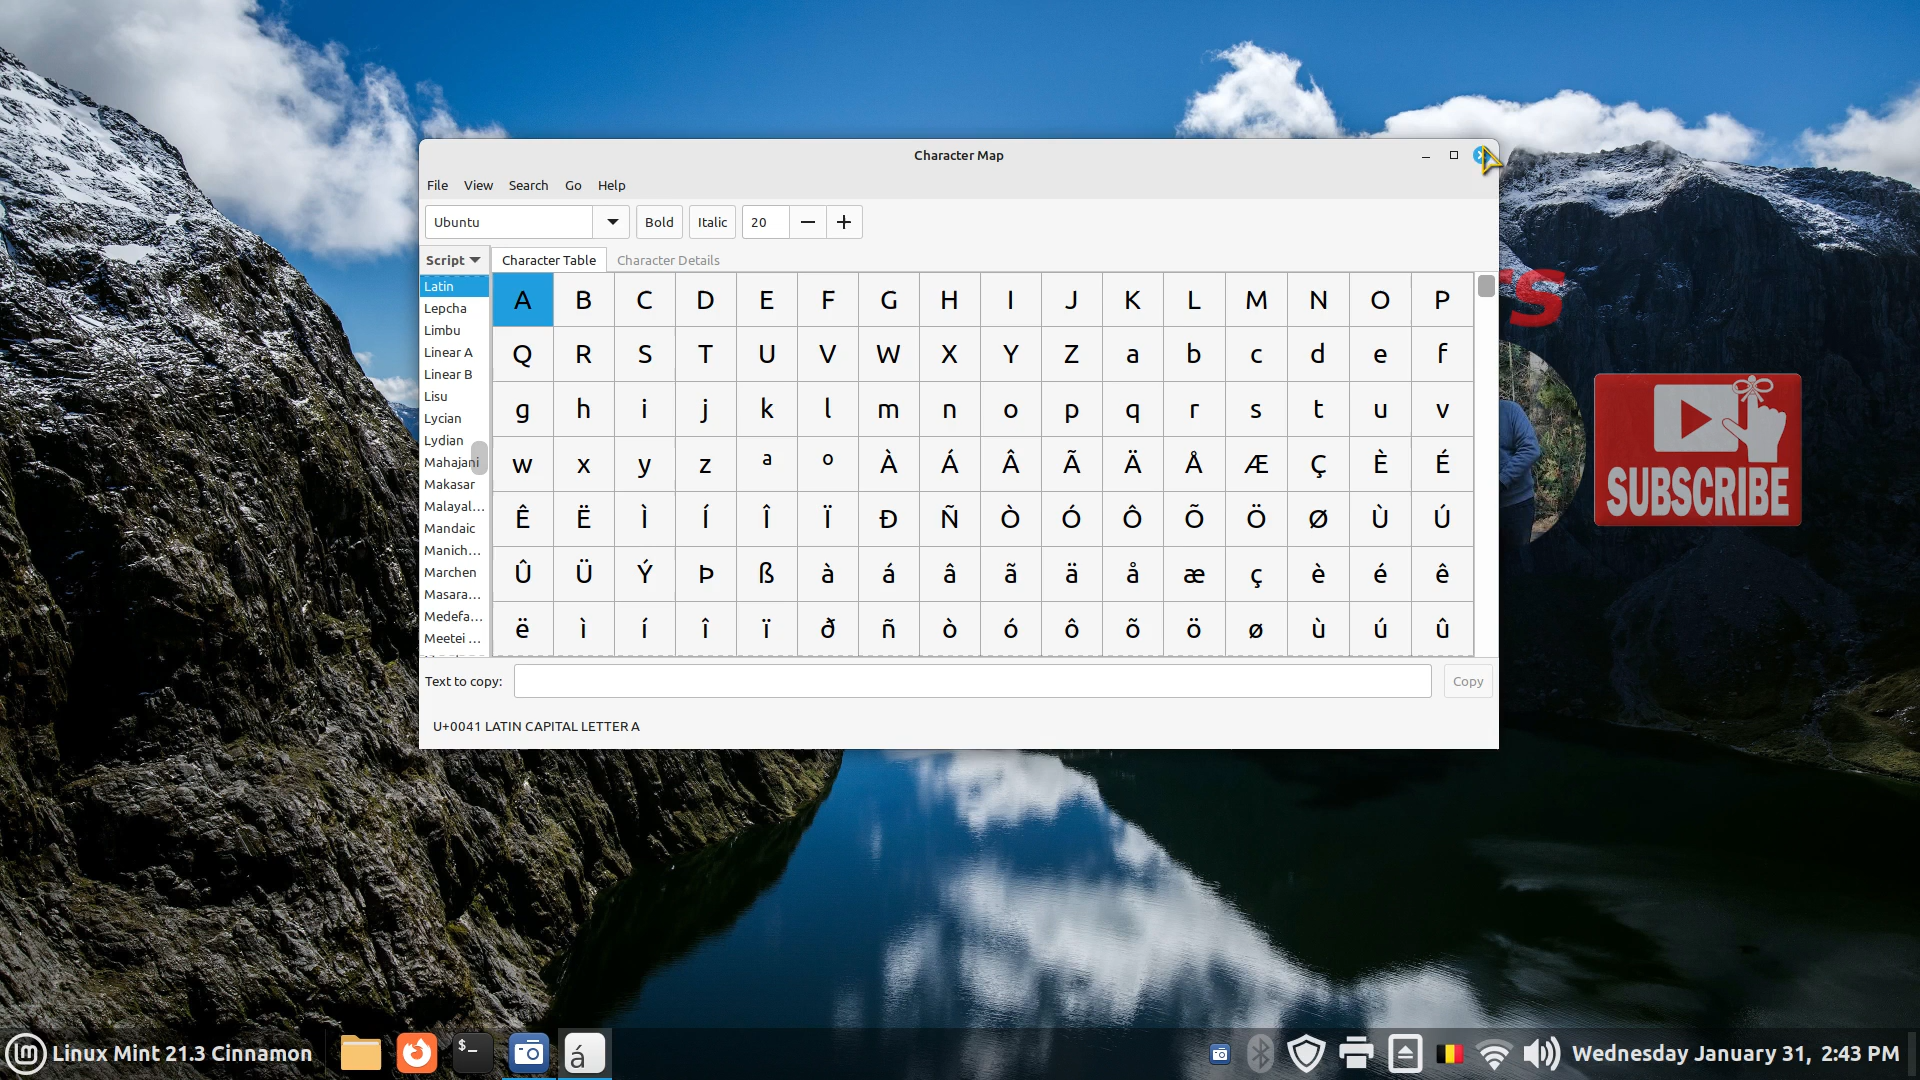 Character Map
File View Search Go Help
Ubuntu Bold Italic 20
Script Character Table Character Details
Latin
Lepcha
Limbu
Linear A
Linear B
Lisu
Lycian
Lydian
Mahajani
Makasar
Malayal...
Mandaic
Manich...
Marchen
Masara...
Medefa...
Meetei ...
A B C D E F G H I J K L M N O P
Q R S T U V W X Y Z a b c d e f
g h i j k l m n o p q r s t u v
w x y z ª º À Á Â Ã Ä Å Æ Ç È É
Ê Ë Ì Í Î Ï Ð Ñ Ò Ó Ô Õ Ö Ø Ù Ú
Û Ü Ý Þ ß à á â ã ä å æ ç è é ê
ë ì í î ï ð ñ ò ó ô õ ö ø ù ú û
Text to copy: Copy
U+0041 LATIN CAPITAL LETTER A
SUBSCRIBE
Linux Mint 21.3 Cinnamon
$_
á
Wednesday January 31, 2:43 PM